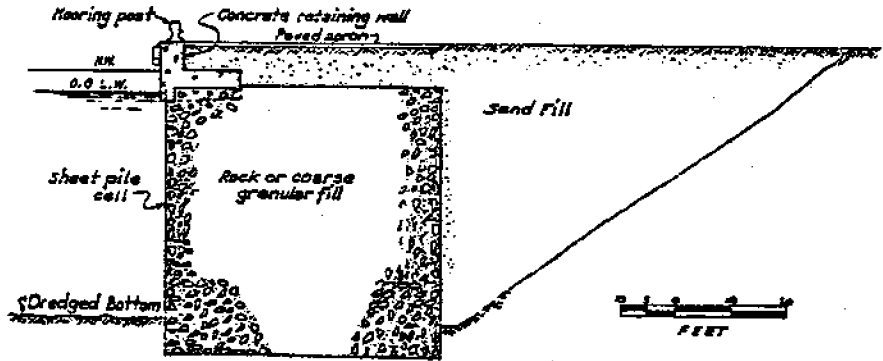 Mooring post
Concrete retaining wall
Paved apron
0.0 L.W.
Sand Fill
Sheet pile
cell
Rock or coarse
granular fill
Dredged Bottom
FEET